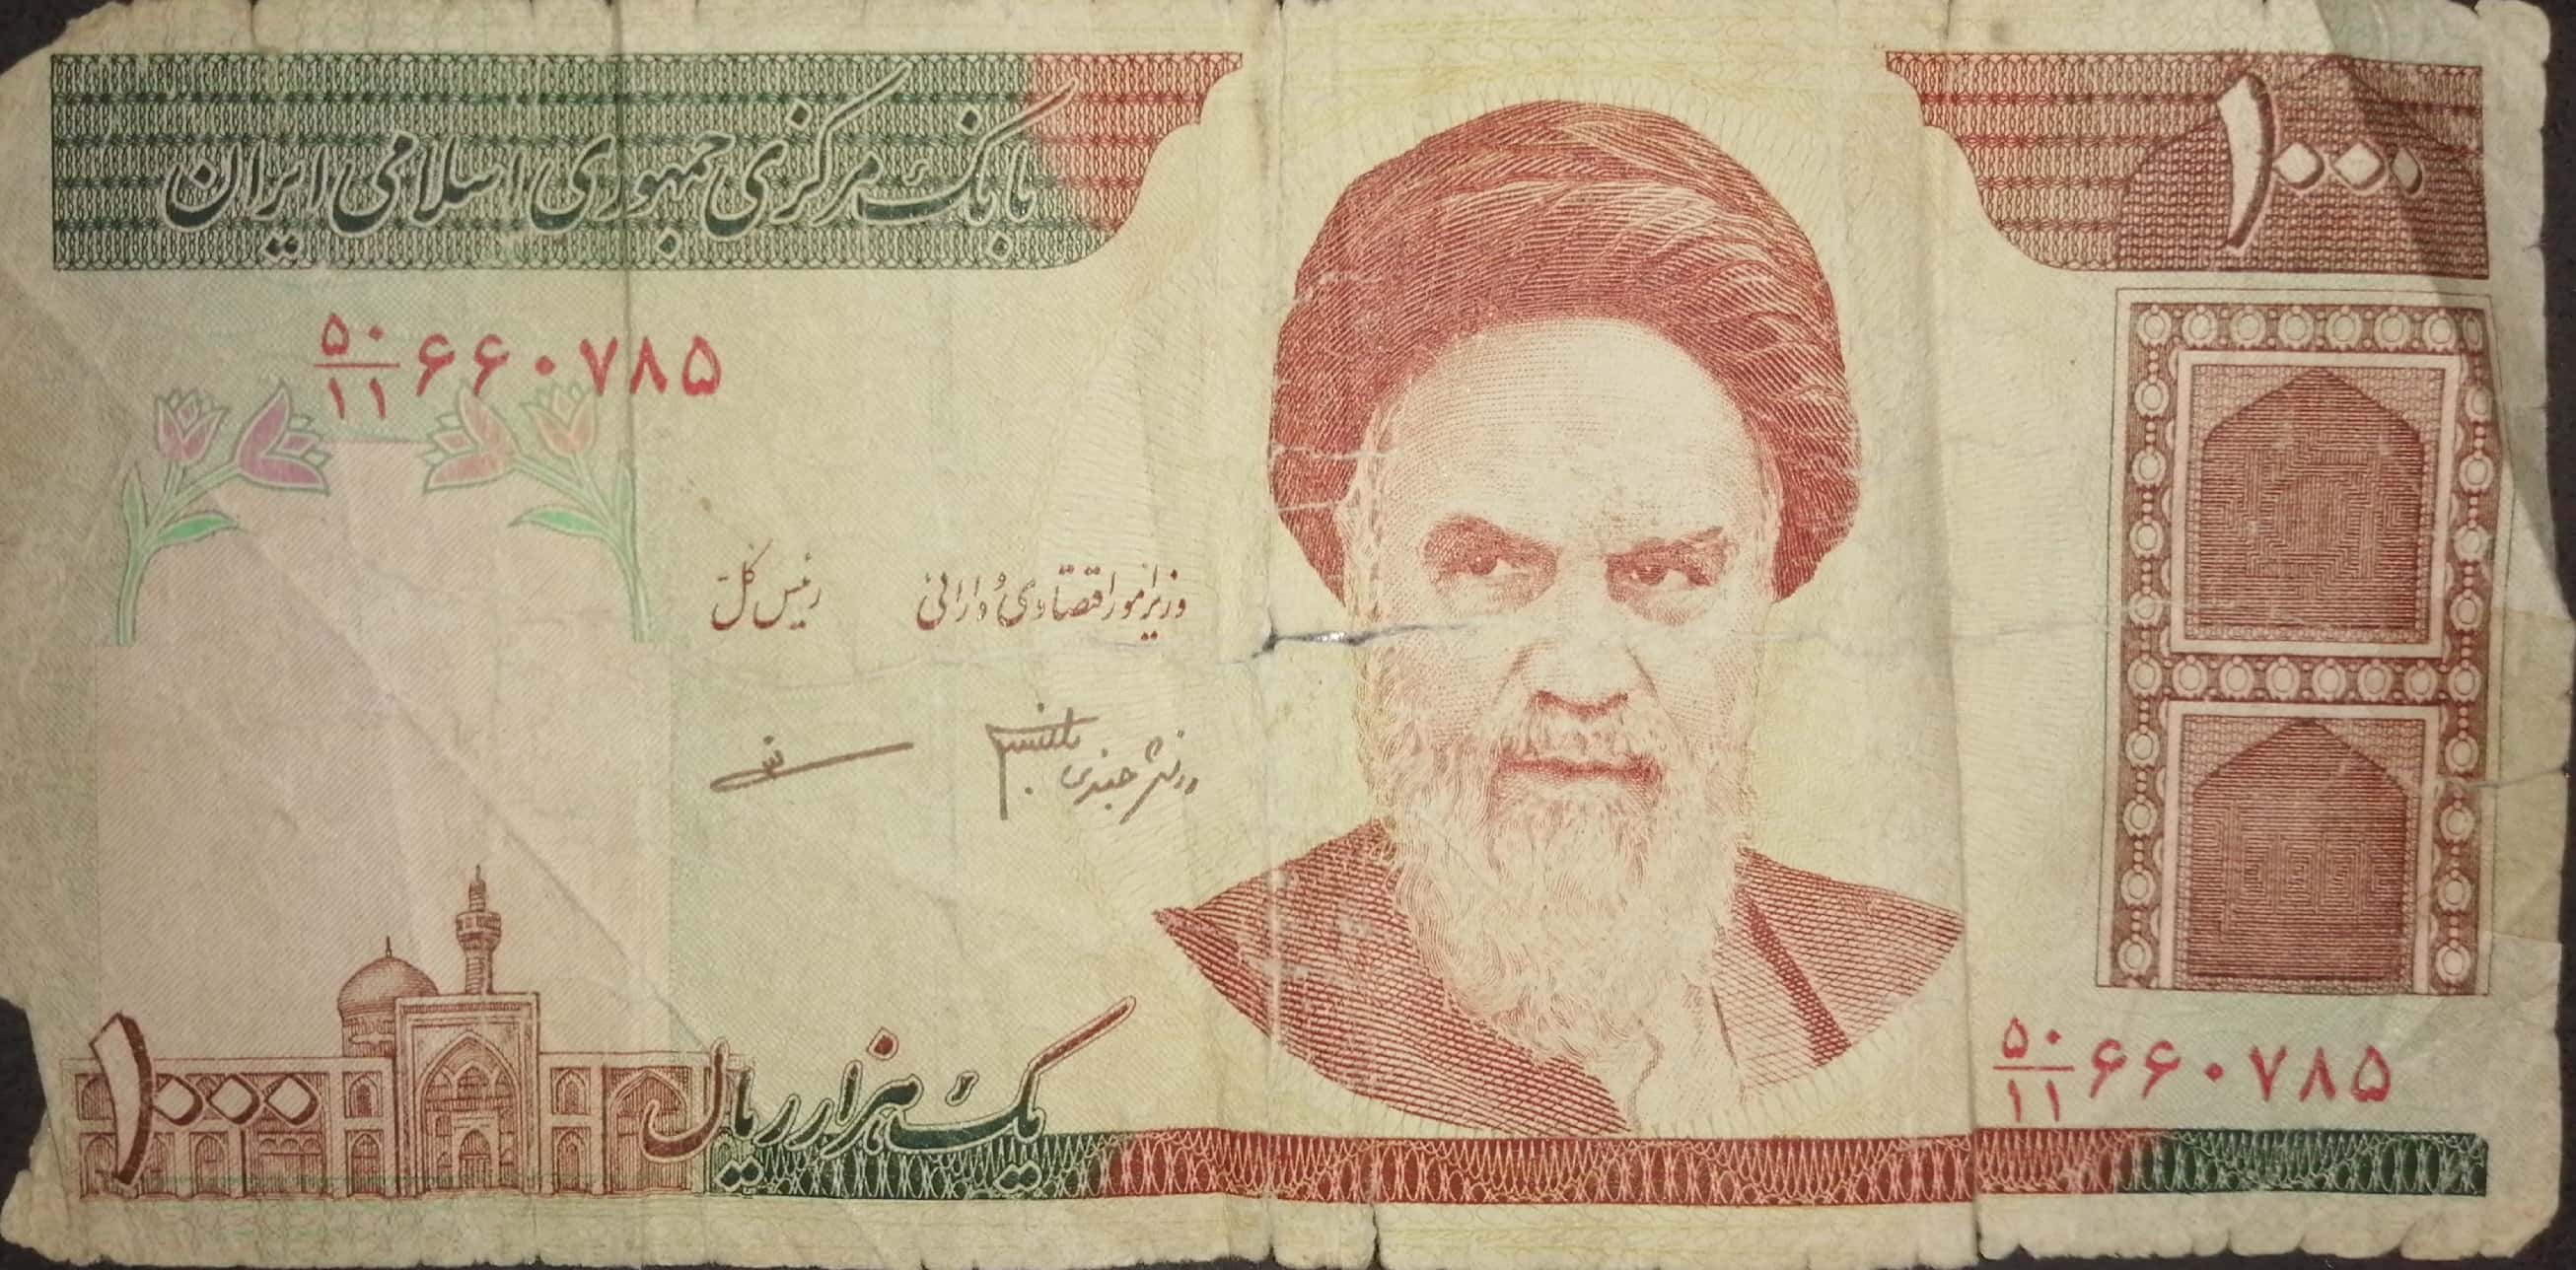 بانک مرکزی جمهوری اسلامی ایران
۱۰۰۰
۵۰/۱۱ ۶۶۰۷۸۵
وزیر امور اقتصادی و دارائی
رئیس کل
یک هزار ریال
۱۰۰۰
۵۰/۱۱ ۶۶۰۷۸۵